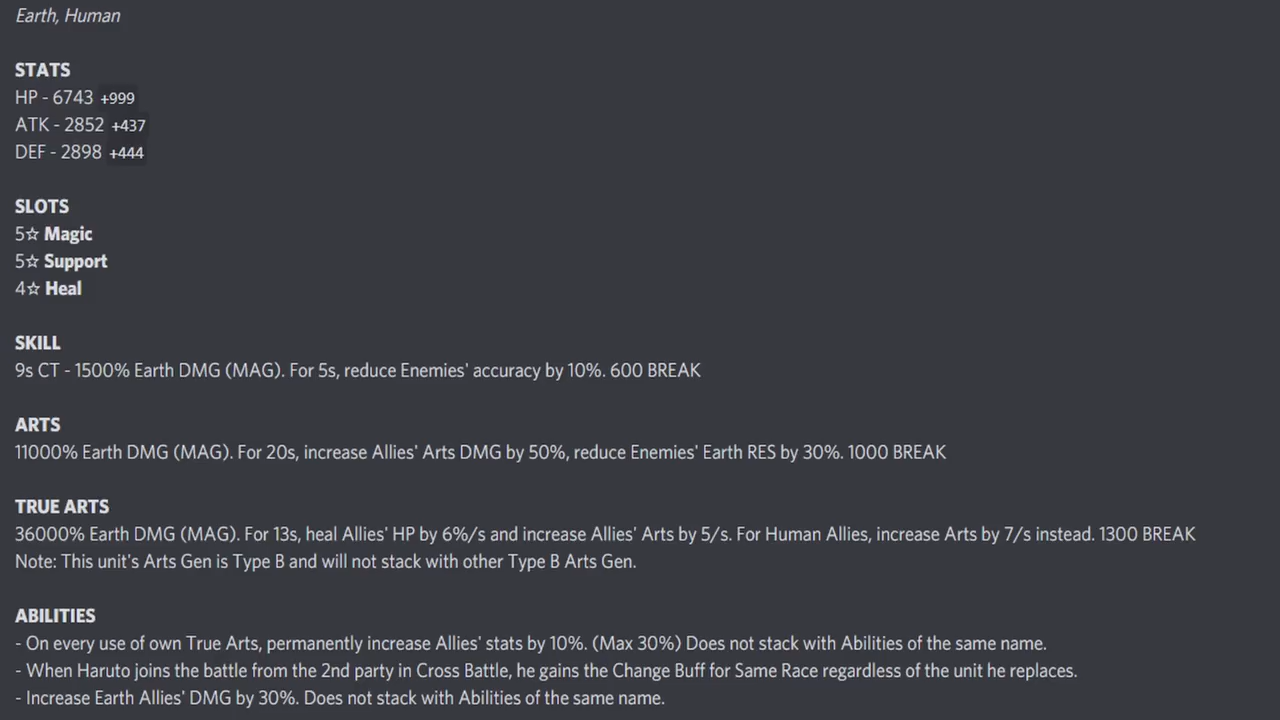 Earth, Human
STATS
HP - 6743 +999
ATK - 2852 +437
DEF - 2898 +444
SLOTS
5☆ Magic
5☆ Support
4☆ Heal
SKILL
9s CT - 1500% Earth DMG (MAG). For 5s, reduce Enemies' accuracy by 10%. 600 BREAK
ARTS
11000% Earth DMG (MAG). For 20s, increase Allies' Arts DMG by 50%, reduce Enemies' Earth RES by 30%. 1000 BREAK
TRUE ARTS
36000% Earth DMG (MAG). For 13s, heal Allies' HP by 6%/s and increase Allies' Arts by 5/s. For Human Allies, increase Arts by 7/s instead. 1300 BREAK
Note: This unit's Arts Gen is Type B and will not stack with other Type B Arts Gen.
ABILITIES
- On every use of own True Arts, permanently increase Allies' stats by 10%. (Max 30%) Does not stack with Abilities of the same name.
- When Haruto joins the battle from the 2nd party in Cross Battle, he gains the Change Buff for Same Race regardless of the unit he replaces.
- Increase Earth Allies' DMG by 30%. Does not stack with Abilities of the same name.